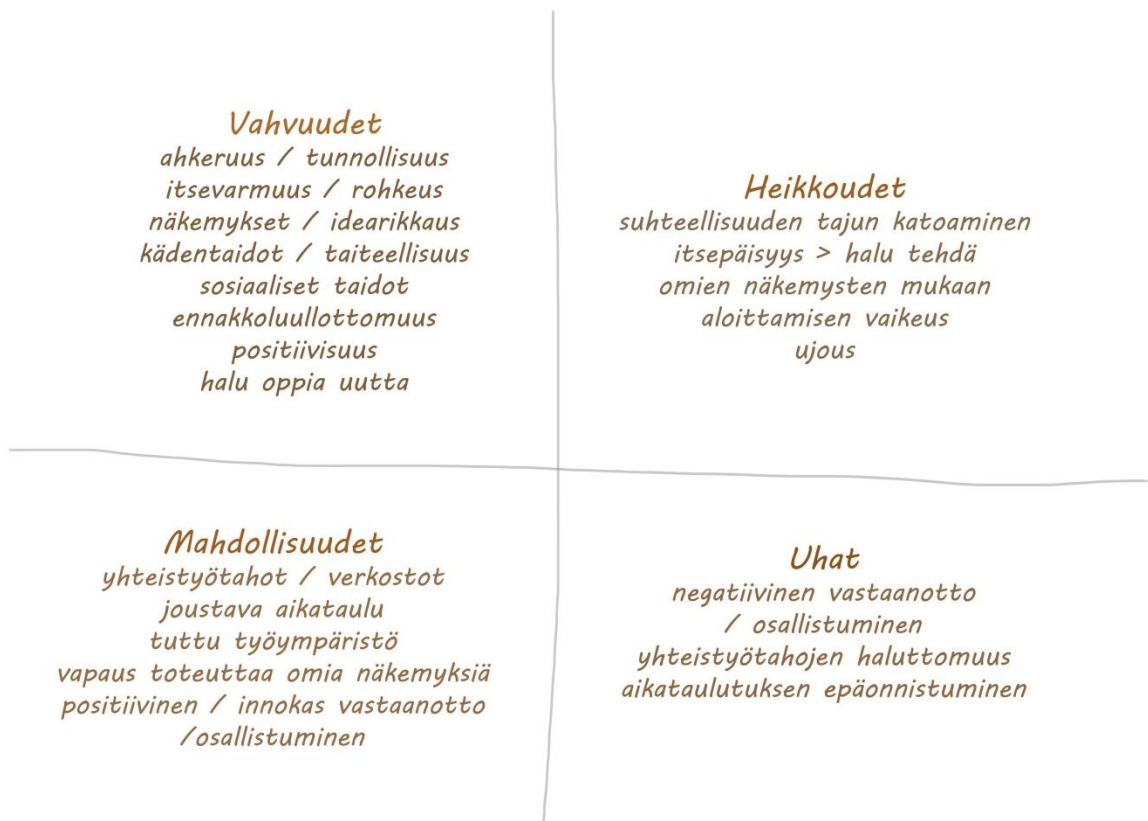 Vahvuudet
ahkeruus / tunnollisuus
itsevarmuus / rohkeus
näkemykset / idearikkaus
kädentaidot / taiteellisuus
sosiaaliset taidot
ennakkoluullottomuus
positiivisuus
halu oppia uutta
Heikkoudet
suhteellisuuden tajun katoaminen
itsepäisyys > halu tehdä
omien näkemysten mukaan
aloittamisen vaikeus
ujous
Mahdollisuudet
yhteistyötahot / verkostot
joustava aikataulu
tuttu työympäristö
vapaus toteuttaa omia näkemyksiä
positiivinen / innokas vastaanotto
/osallistuminen
Uhat
negatiivinen vastaanotto
/ osallistuminen
yhteistyötahojen haluttomuus
aikataulutuksen epäonnistuminen